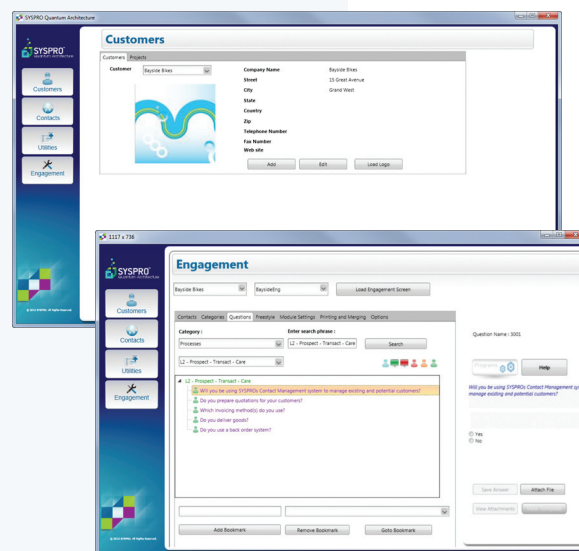 SYSPRO Quantum Architecture
SYSPRO
Quantum Architecture
Customers
Contacts
Utilities
Engagement
Customers
Customers Projects
Customer Bayside Bikes
Company Name Bayside Bikes
Street 15 Great Avenue
City Grand West
State
Country
Zip
Telephone Number
Fax Number
Web site
Add Edit Load Logo
1117 x 736
SYSPRO
Quantum Architecture
Customers
Contacts
Utilities
Engagement
Engagement
Bayside Bikes BaysideEng Load Engagement Screen
Contacts Categories Questions Freestyle Module Settings Printing and Merging Options
Category : Enter search phrase :
Processes L2 - Prospect - Transact - Care Search
L2 - Prospect - Transact - Care
L2 - Prospect - Transact - Care
Will you be using SYSPROs Contact Management system to manage existing and potential customers?
Do you prepare quotations for your customers?
Which invoicing method(s) do you use?
Do you deliver goods?
Do you use a back order system?
Add Bookmark Remove Bookmark Goto Bookmark
Question Name : 3001
Help
Will you be using SYSPROs Contact Management
manage existing and potential customers?
Yes
No
Save Answer Attach File
View Attachments